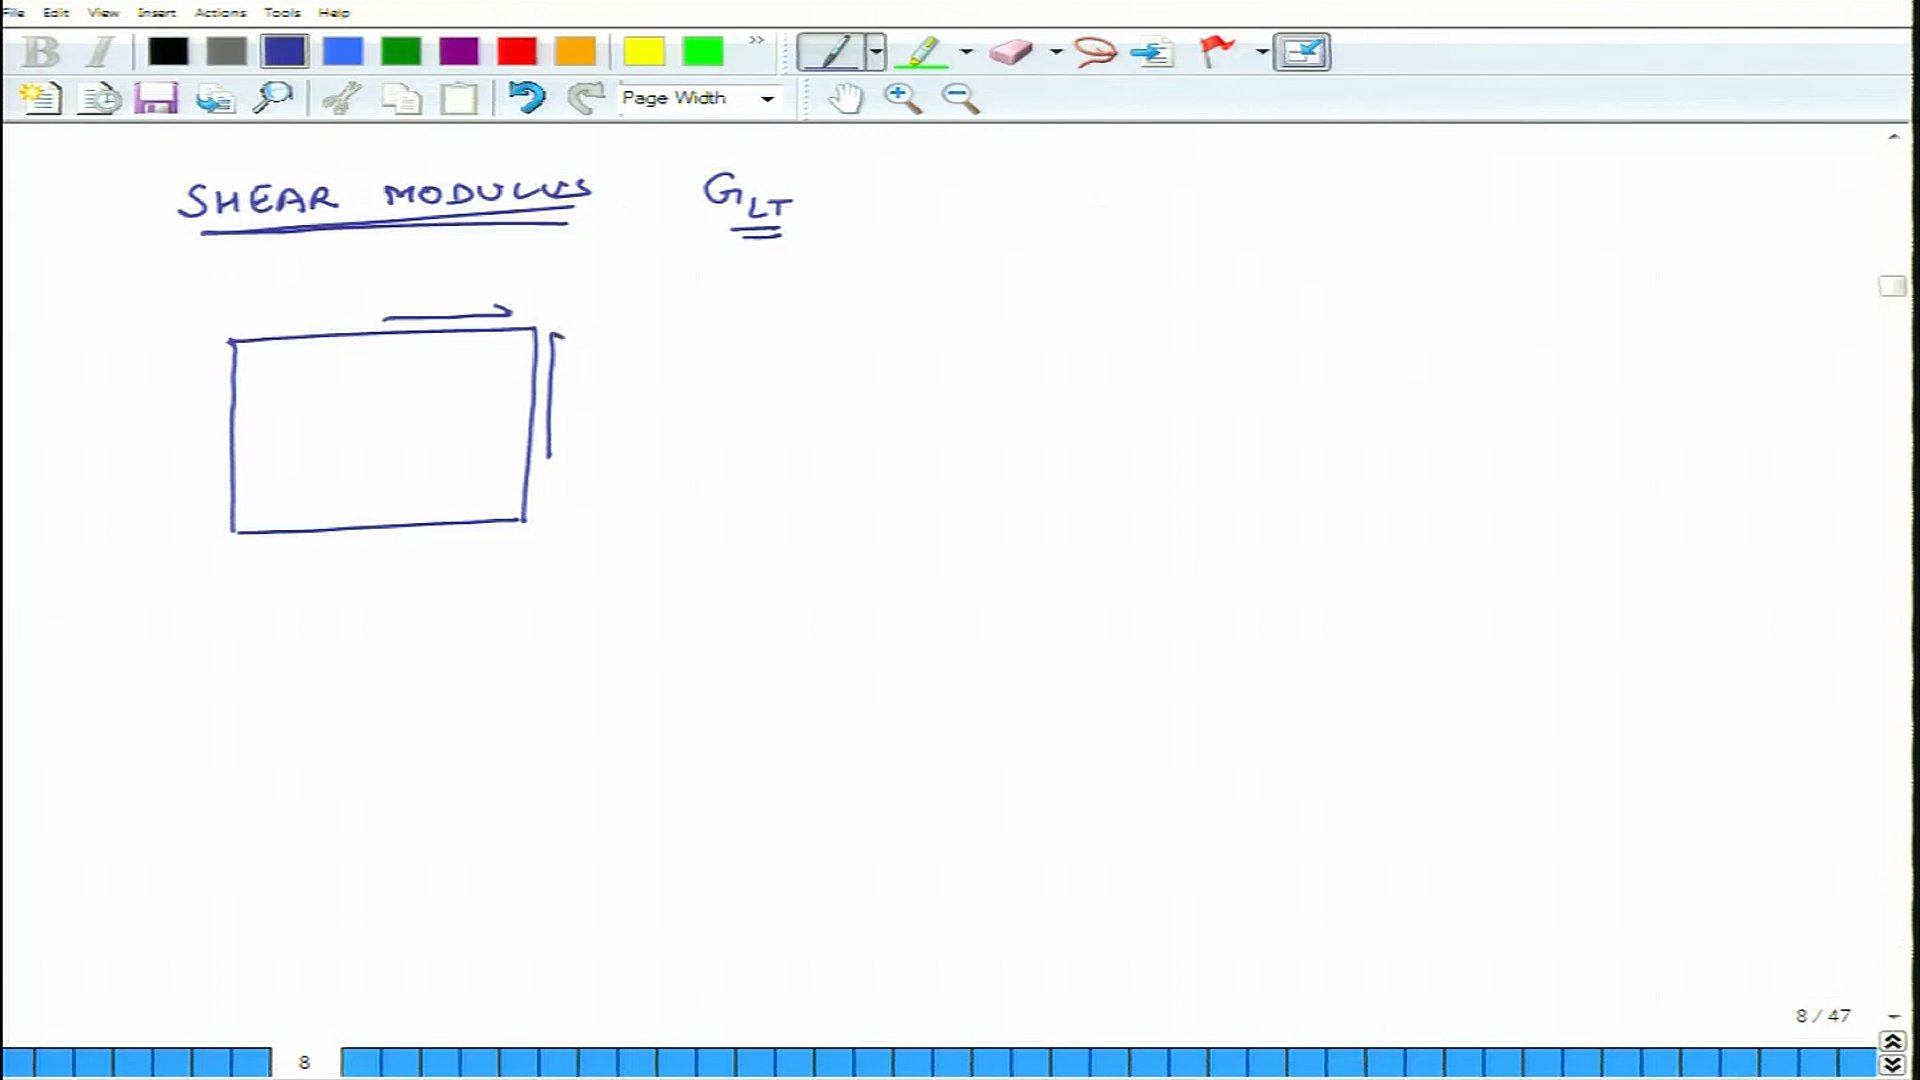 File Edit View Insert Actions Tools Help
B I
Page Width
SHEAR MODULUS G_LT
8 / 47
8